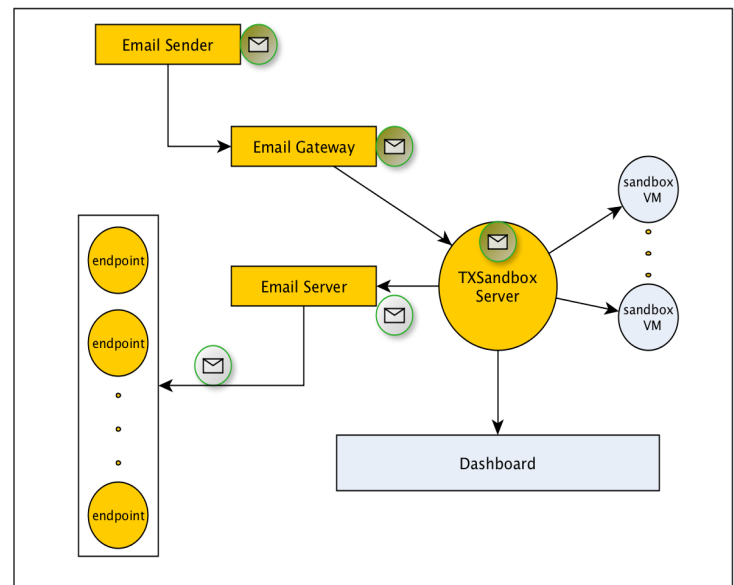 Email Sender
Email Gateway
sandbox
VM
TXSandbox
Server
endpoint
Email Server
sandbox
VM
endpoint
Dashboard
endpoint